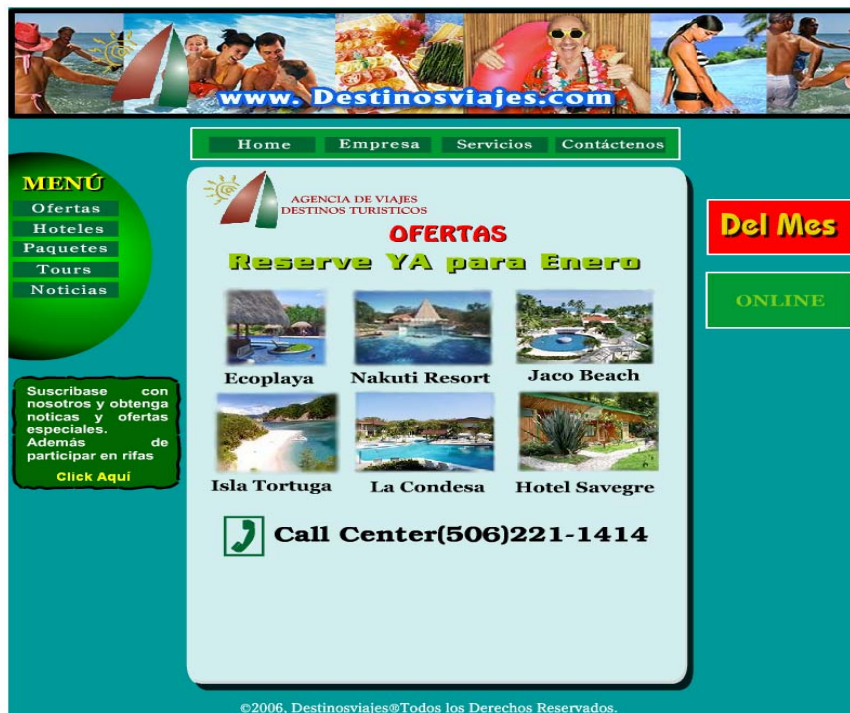 www. Destinosviajes.com
Home Empresa Servicios Contáctenos
MENÚ
Ofertas
Hoteles
Paquetes
Tours
Noticias
Suscribase con
nosotros y obtenga
noticas y ofertas
especiales.
Además de
participar en rifas
Click Aquí
AGENCIA DE VIAJES
DESTINOS TURISTICOS
OFERTAS
Reserve YA para Enero
Ecoplaya Nakuti Resort Jaco Beach
Isla Tortuga La Condesa Hotel Savegre
Call Center(506)221-1414
Del Mes
ONLINE
©2006, Destinosviajes®Todos los Derechos Reservados.